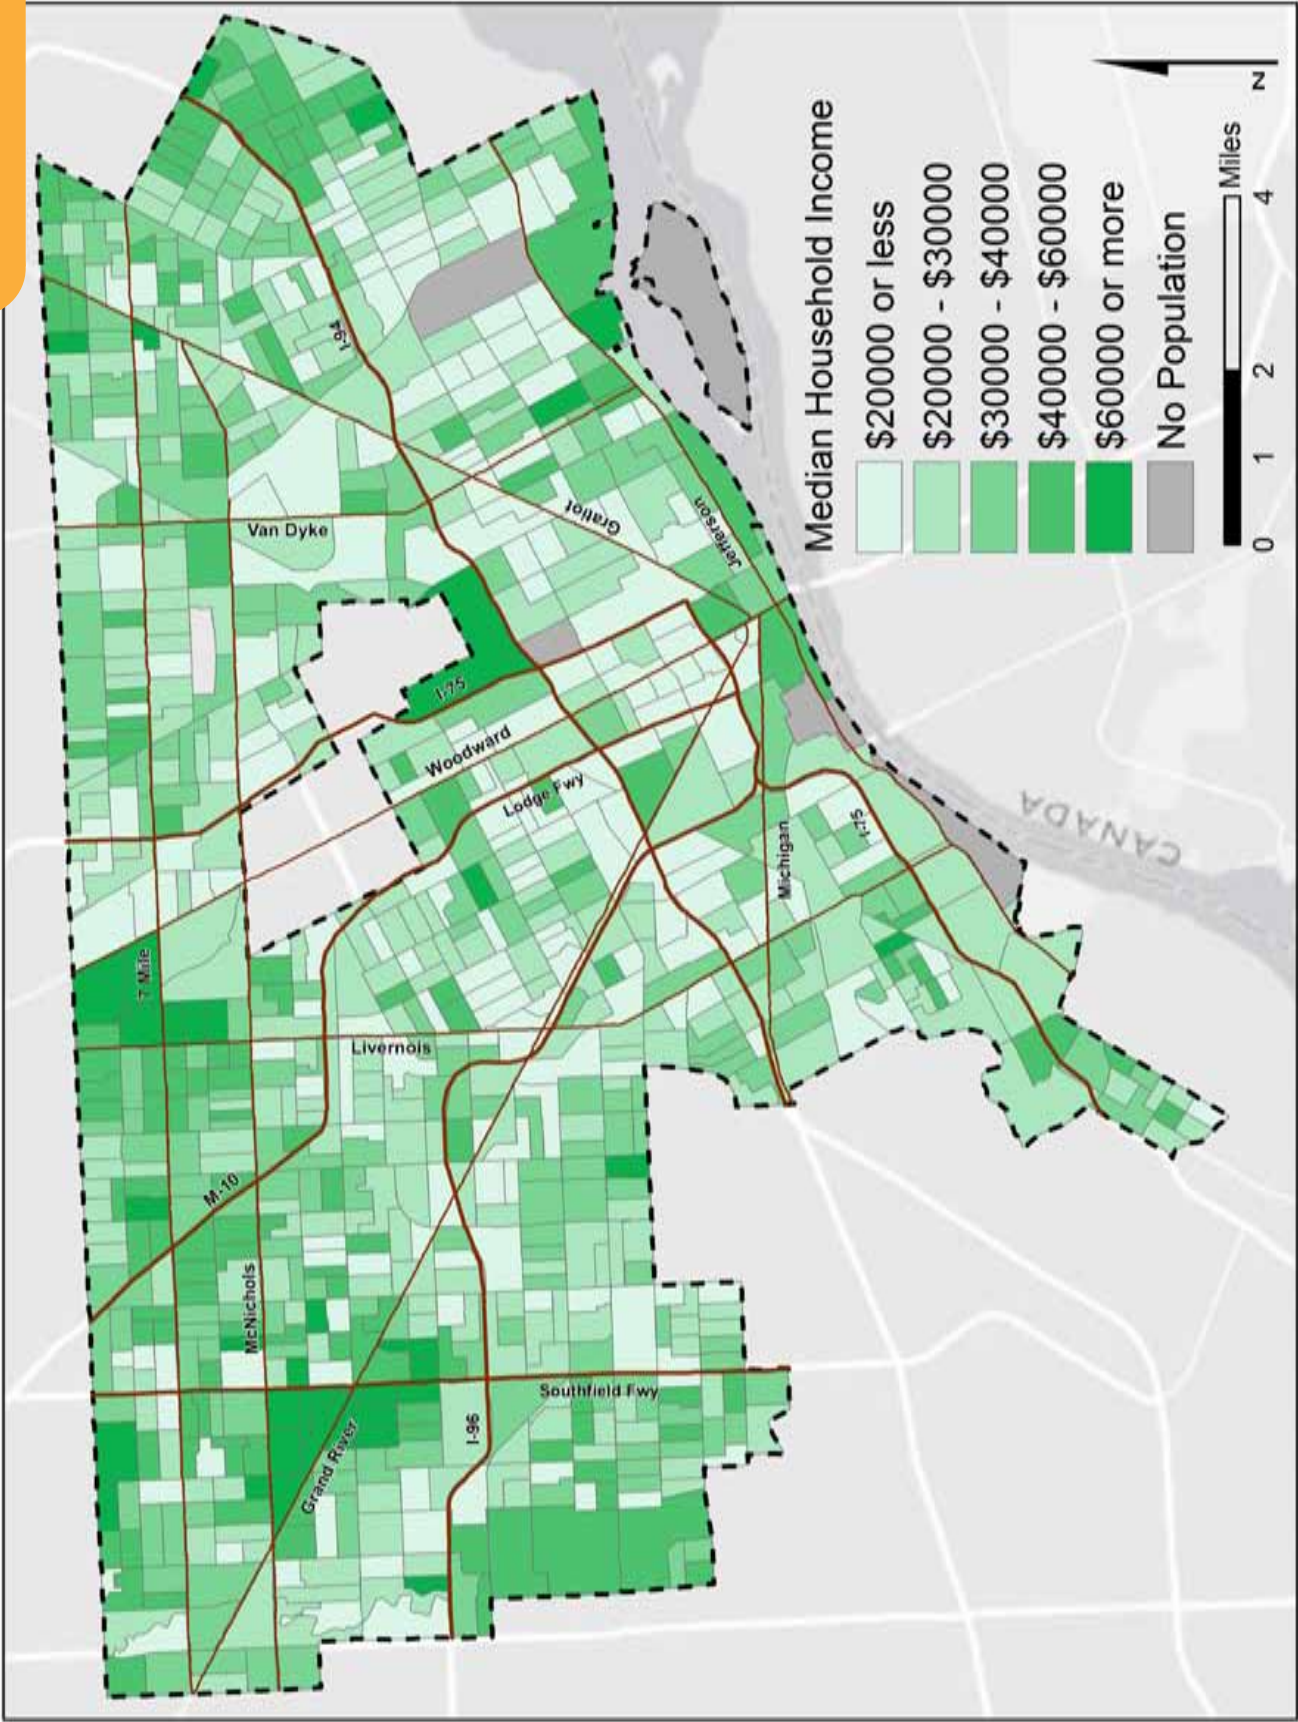 Median Household Income
$20000 or less
$20000 - $30000
$30000 - $40000
$40000 - $60000
$60000 or more
No Population
0 1 2 4 Miles
N
I-94
Van Dyke
Gratiot
Jefferson
I-75
Woodward
Lodge Fwy
7 Mile
Livernois
Michigan
I-75
CANADA
M-10
McNichols
Southfield Fwy
Grand River
I-96